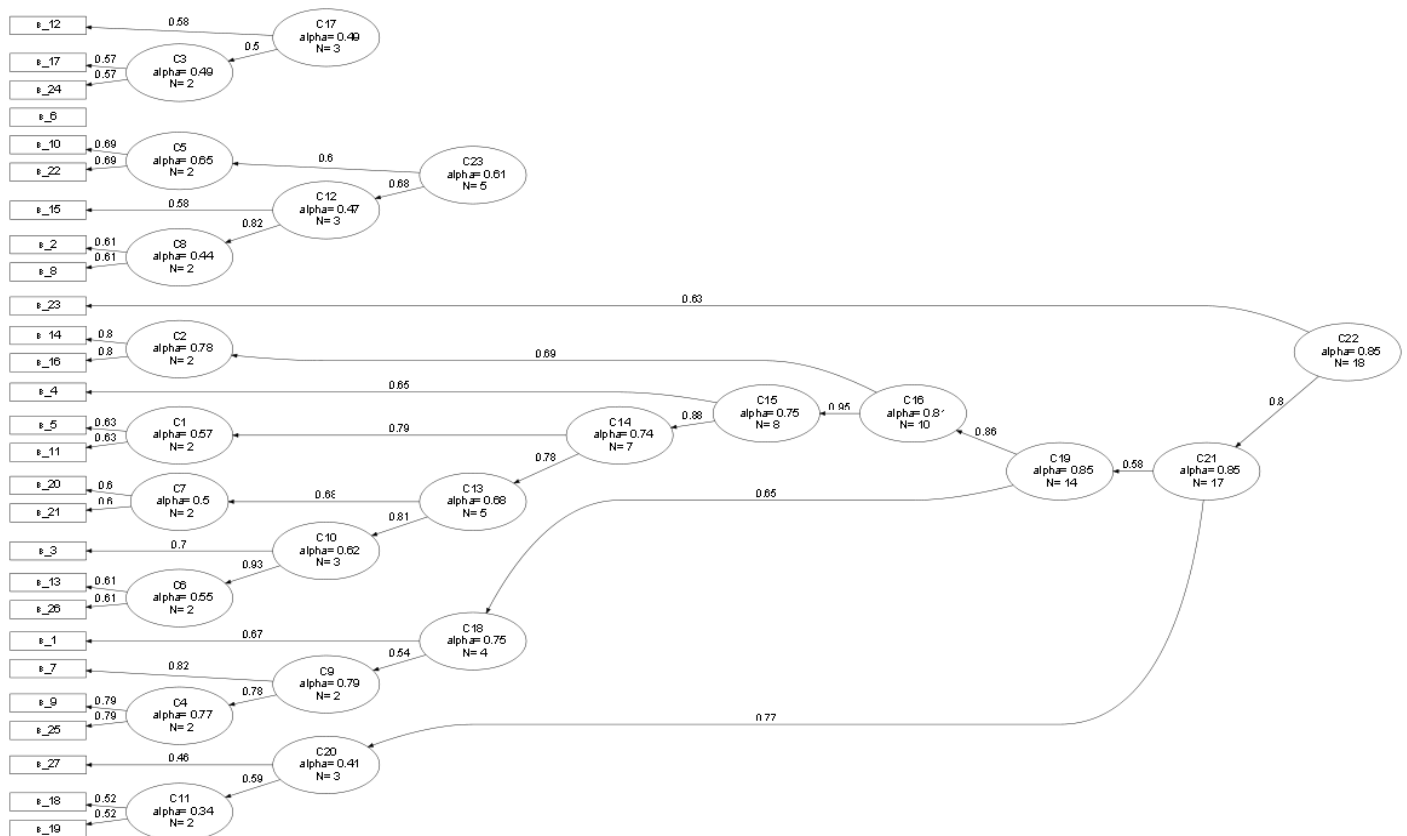 в_12
0.58
C17
alpha= 0.49
N= 3
0.5
в_17
0.57
C3
alpha= 0.49
N= 2
в_24
0.57
в_6
в_10
0.69
C5
alpha= 0.65
N= 2
в_22
0.69
0.6
C23
alpha= 0.61
N= 5
0.68
C12
alpha= 0.47
N= 3
в_15
0.58
0.82
в_2
0.61
C8
alpha= 0.44
N= 2
в_8
0.61
в_23
0.63
C22
alpha= 0.85
N= 18
в_14
0.8
C2
alpha= 0.78
N= 2
в_16
0.8
0.69
в_4
0.65
C15
alpha= 0.75
N= 8
0.95
C16
N= 10
0.8
в_5
0.63
C1
alpha= 0.57
N= 2
в_11
0.63
0.79
C14
alpha= 0.74
N= 7
0.88
0.86
0.78
C19
alpha= 0.85
N= 14
0.58
C21
alpha= 0.85
N= 17
в_20
0.6
C7
alpha= 0.5
N= 2
в_21
0.6
0.68
C13
alpha= 0.68
N= 5
0.65
0.81
C10
alpha= 0.62
N= 3
в_3
0.7
0.93
в_13
0.61
C6
alpha= 0.55
N= 2
в_26
0.61
в_1
0.67
C18
alpha= 0.75
N= 4
0.54
в_7
0.82
C9
alpha= 0.79
N= 2
0.78
в_9
0.79
C4
alpha= 0.77
N= 2
в_25
0.79
0.77
в_27
0.46
C20
alpha= 0.41
N= 3
0.59
в_18
0.52
C11
alpha= 0.34
N= 2
в_19
0.52